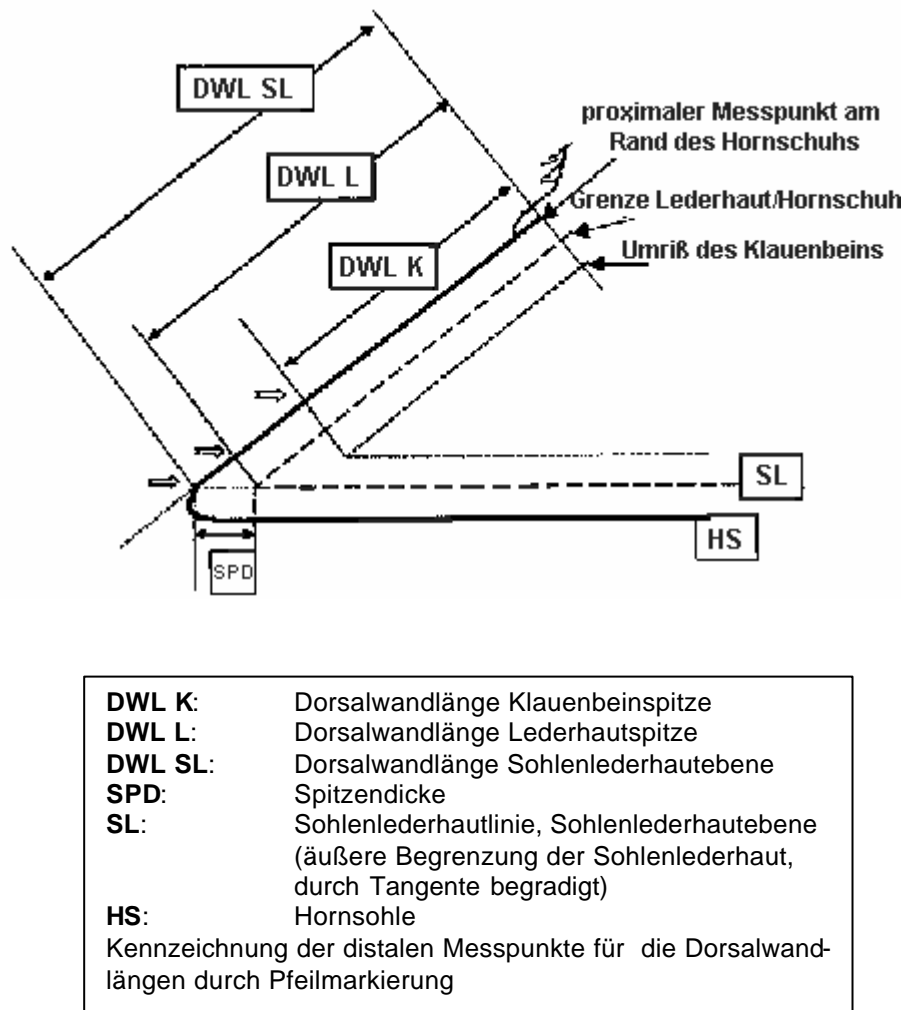 DWL SL
proximaler Messpunkt am
Rand des Hornschuhs
DWL L
Grenze Lederhaut/Hornschuh
DWL K
Umriß des Klauenbeins
SL
HS
SPD
DWL K: Dorsalwandlänge Klauenbeinspitze
DWL L: Dorsalwandlänge Lederhautspitze
DWL SL: Dorsalwandlänge Sohlenlederhautebene
SPD: Spitzendicke
SL: Sohlenlederhautlinie, Sohlenlederhautebene
(äußere Begrenzung der Sohlenlederhaut,
durch Tangente begradigt)
HS: Hornsohle
Kennzeichnung der distalen Messpunkte für die Dorsalwand-
längen durch Pfeilmarkierung